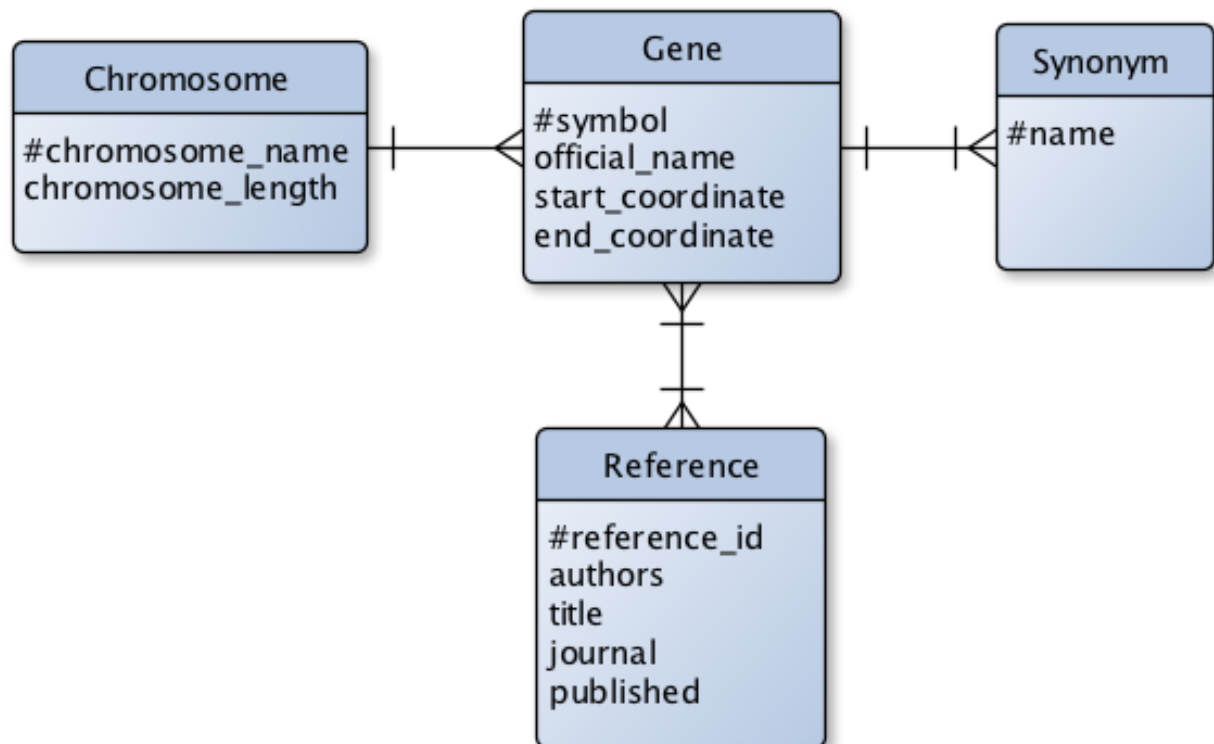 Chromosome
#chromosome_name
chromosome_length
Gene
#symbol
official_name
start_coordinate
end_coordinate
Synonym
#name
Reference
#reference_id
authors
title
journal
published